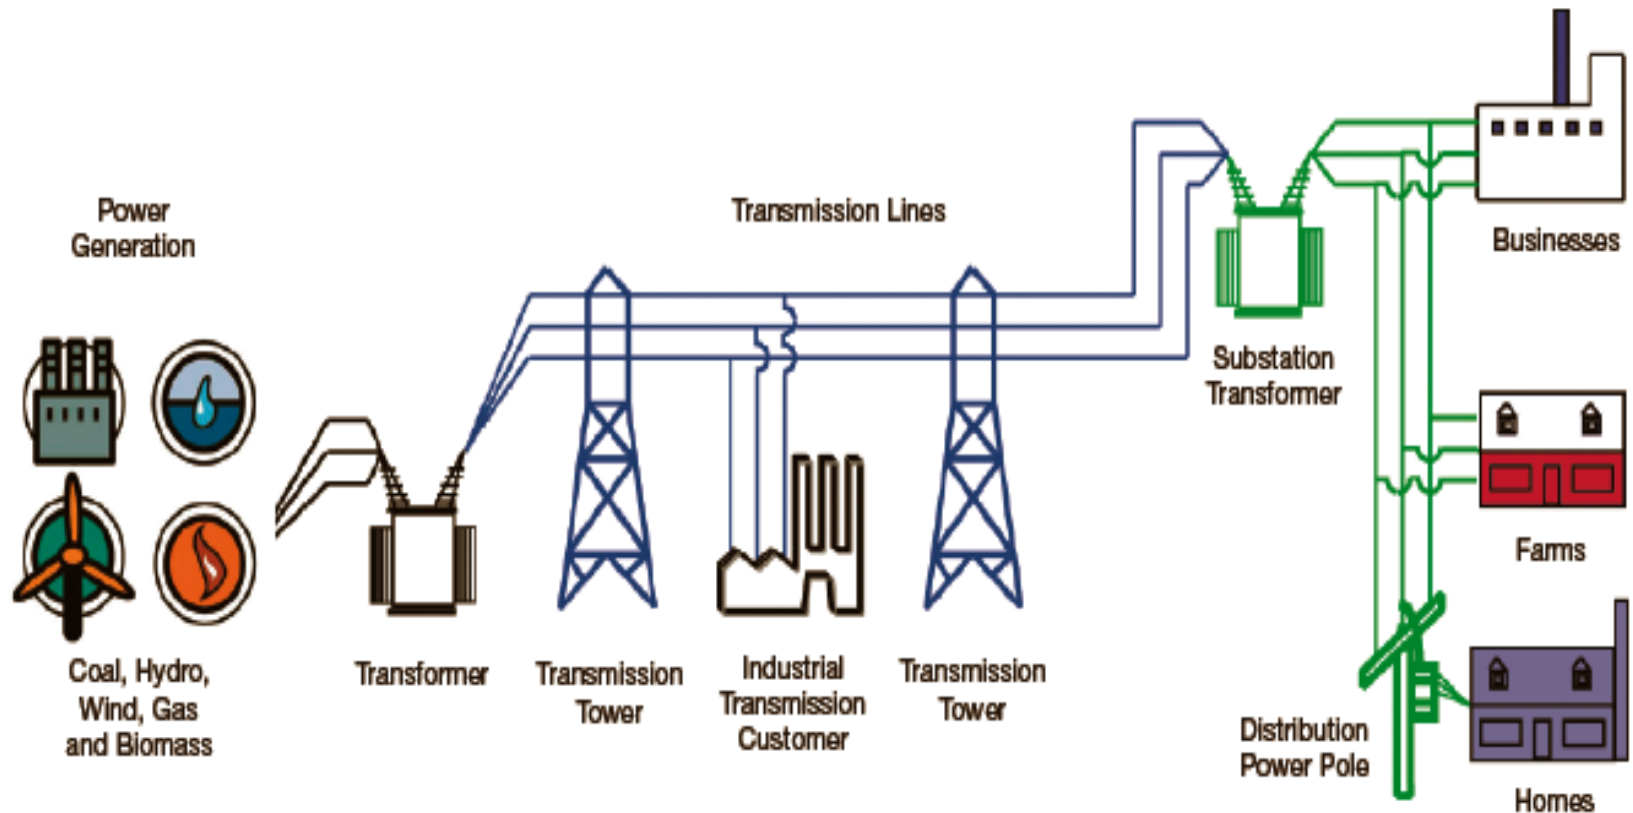 Power
Generation
Transmission Lines
Businesses
Substation
Transformer
Farms
Coal, Hydro,
Wind, Gas
and Biomass
Transformer
Transmission
Tower
Industrial
Transmission
Customer
Transmission
Tower
Distribution
Power Pole
Homes